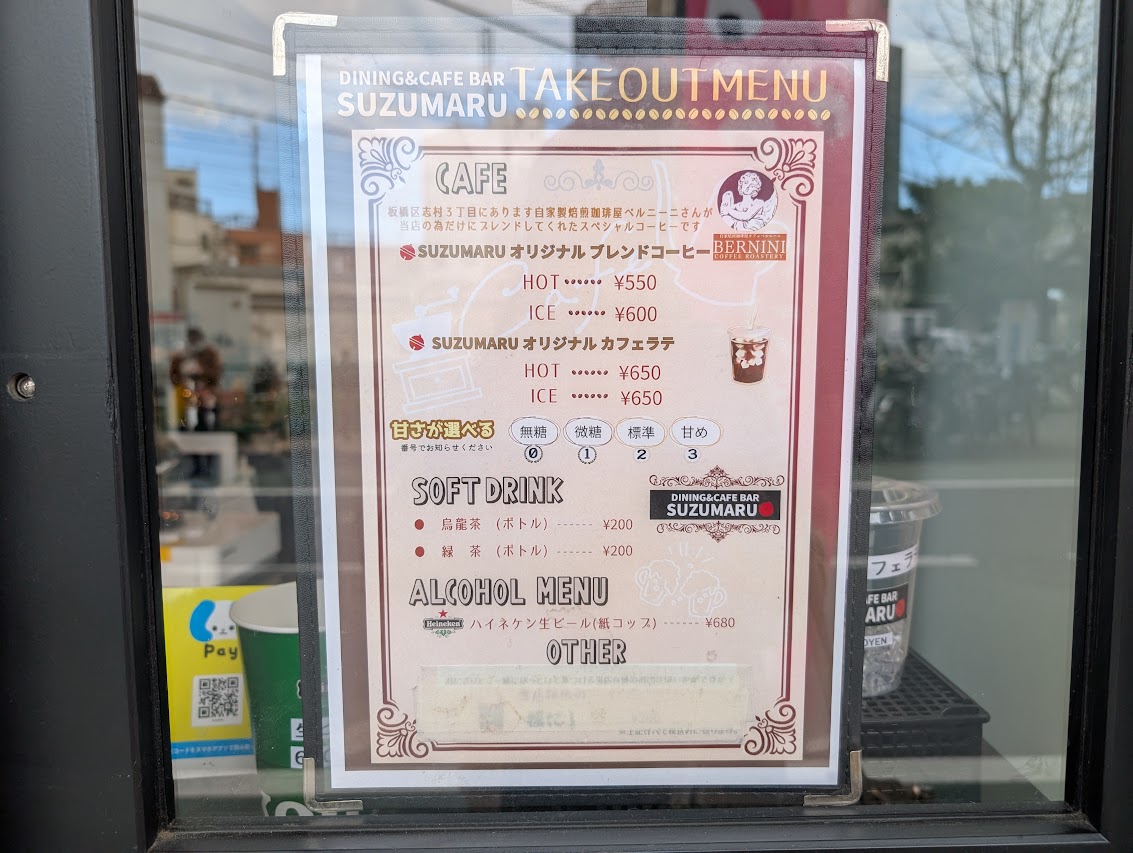 DINING&CAFE BAR
SUZUMARU
TAKEOUTMENU
CAFE
板橋区志村3丁目にあります自家製焙煎珈琲屋ベルニーニさんが
当店の為だけにブレンドしてくれたスペシャルコーヒーです
BERNINI
COFFEE ROASTERY
SUZUMARU オリジナル ブレンドコーヒー
HOT ¥550
ICE ¥600
SUZUMARU オリジナル カフェラテ
HOT ¥650
ICE ¥650
甘さが選べる
番号でお知らせください
無糖 微糖 標準 甘め
0 1 2 3
SOFT DRINK
DINING&CAFE BAR
SUZUMARU
烏龍茶 (ボトル) ------ ¥200
緑 茶 (ボトル) ------ ¥200
ALCOHOL MENU
Heineken ハイネケン生ビール(紙コップ) ------ ¥680
OTHER
Pay
フェラ
AFE BAR
MARU